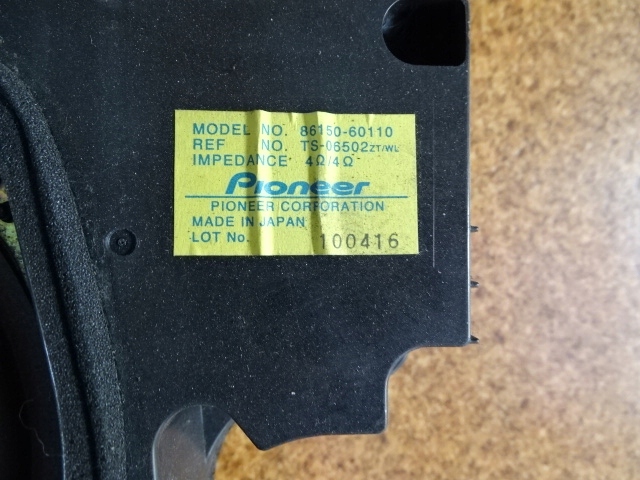 MODEL NO. 86150-60110
REF NO. TS-06502ZT/WL
IMPEDANCE 4Ω/4Ω
Pioneer
PIONEER CORPORATION
MADE IN JAPAN
LOT No. 100416